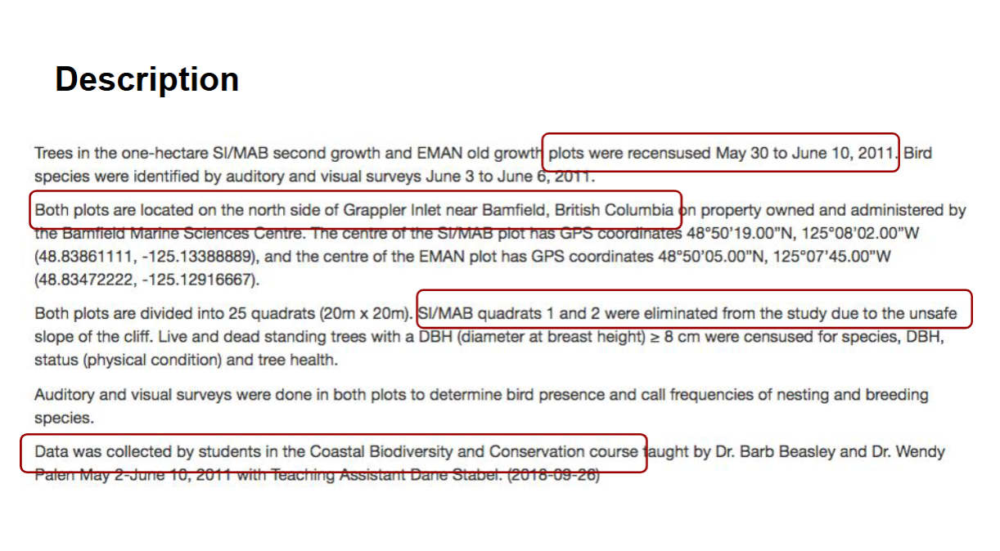 Description
Trees in the one-hectare SI/MAB second growth and EMAN old growth plots were recensused May 30 to June 10, 2011. Bird
species were identified by auditory and visual surveys June 3 to June 6, 2011.
Both plots are located on the north side of Grappler Inlet near Bamfield, British Columbia on property owned and administered by
the Bamfield Marine Sciences Centre. The centre of the SI/MAB plot has GPS coordinates 48°50'19.00”N, 125°08'02.00”W
(48.83861111, -125.13388889), and the centre of the EMAN plot has GPS coordinates 48°50'05.00”N, 125°07'45.00”W
(48.83472222, -125.12916667).
Both plots are divided into 25 quadrats (20m x 20m). SI/MAB quadrats 1 and 2 were eliminated from the study due to the unsafe
slope of the cliff. Live and dead standing trees with a DBH (diameter at breast height) ≥ 8 cm were censused for species, DBH,
status (physical condition) and tree health.
Auditory and visual surveys were done in both plots to determine bird presence and call frequencies of nesting and breeding
species.
Data was collected by students in the Coastal Biodiversity and Conservation course taught by Dr. Barb Beasley and Dr. Wendy
Palen May 2-June 10, 2011 with Teaching Assistant Dane Stabel. (2018-09-26)